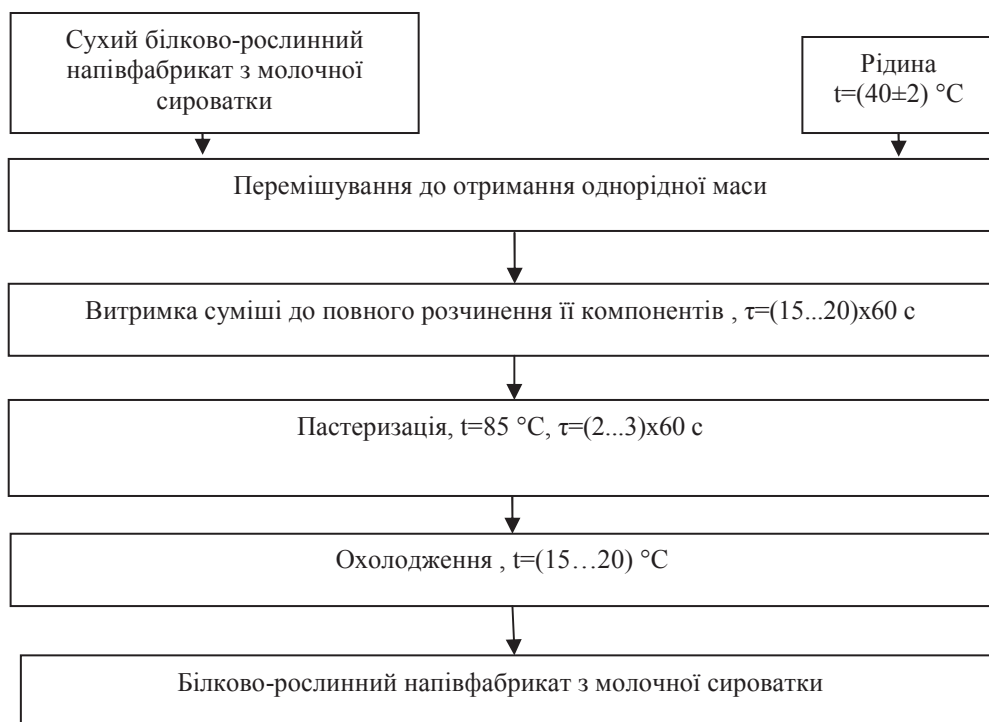 Сухий білково-рослинний
напівфабрикат з молочної
сироватки
Рідина
t=(40±2) °С
Перемішування до отримання однорідної маси
Витримка суміші до повного розчинення її компонентів , τ=(15...20)х60 с
Пастеризація, t=85 °С, τ=(2...3)х60 с
Охолодження , t=(15…20) °С
Білково-рослинний напівфабрикат з молочної сироватки